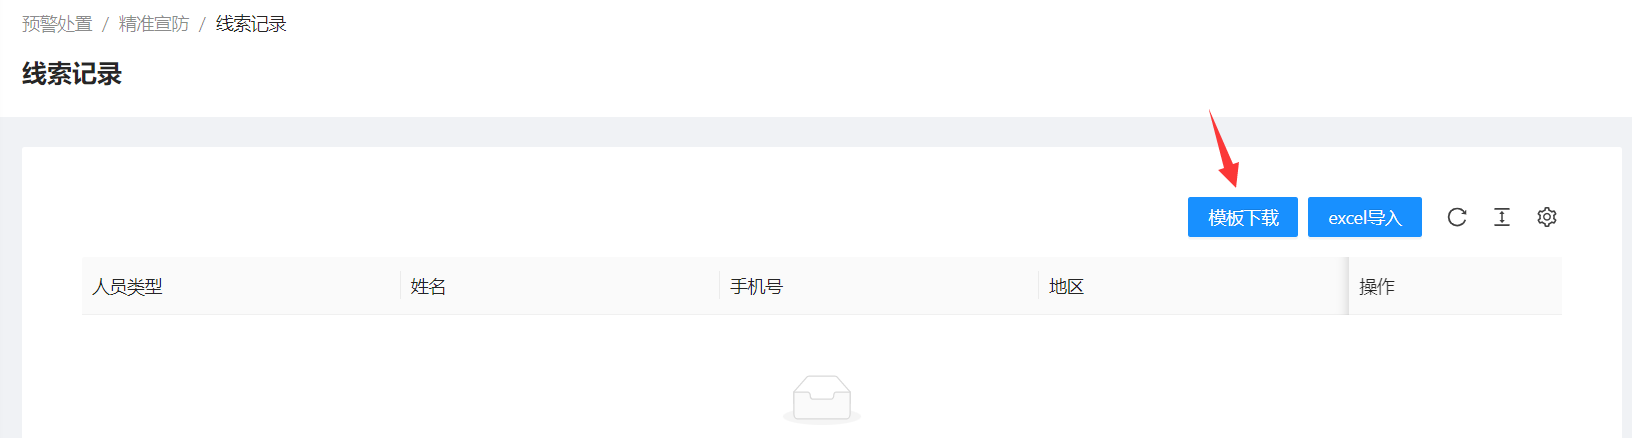 预警处置 / 精准宣防 / 线索记录
线索记录
模板下载 excel导入
人员类型 姓名 手机号 地区 操作